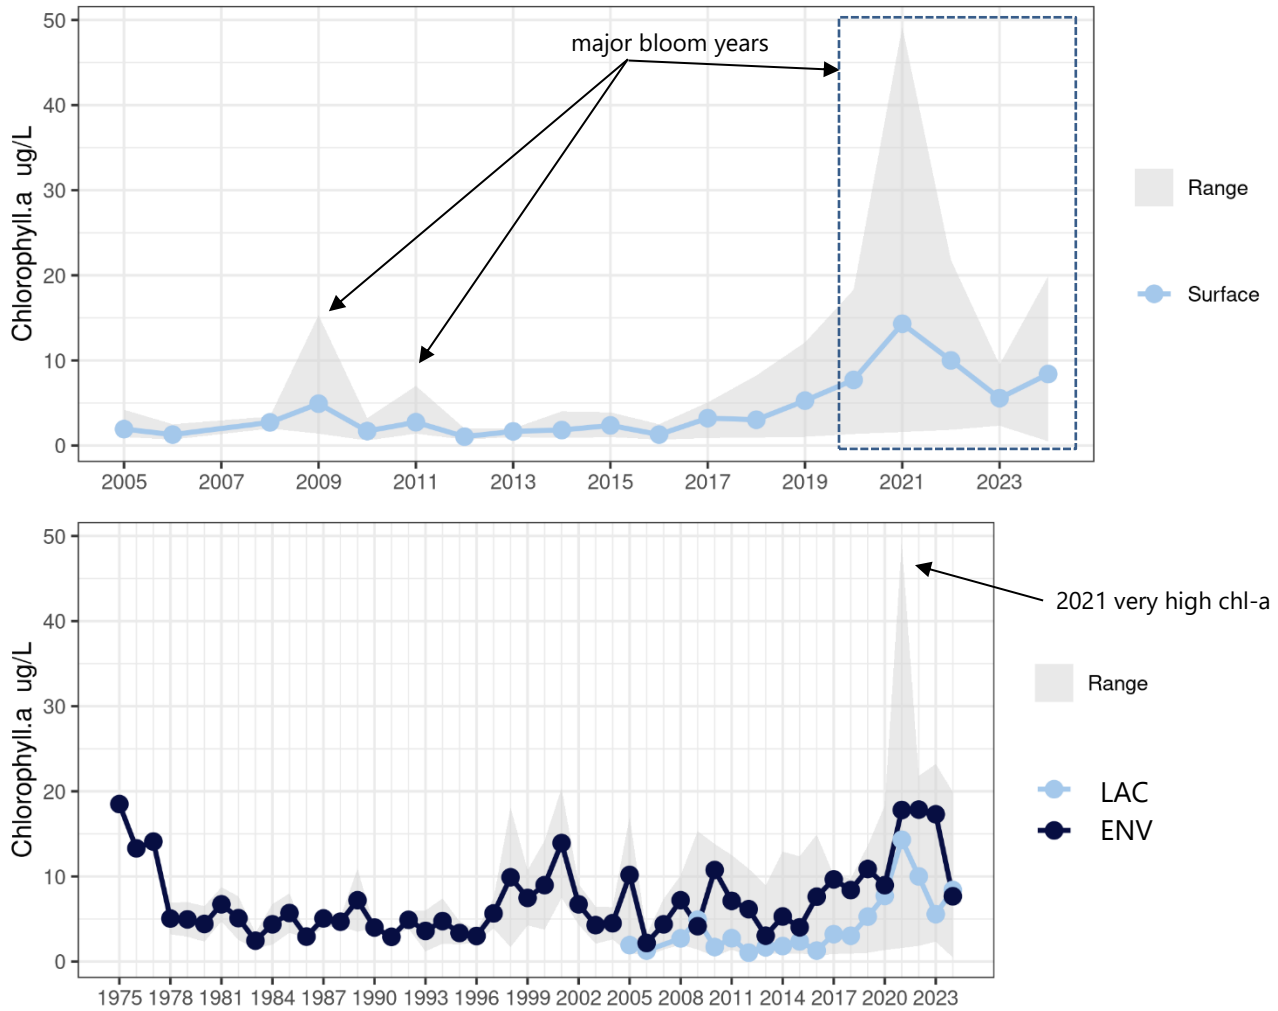 major bloom years
50
40
30
20
10
0
Chlorophyll.a ug/L
2005 2007 2009 2011 2013 2015 2017 2019 2021 2023
Range
Surface
50
40
30
20
10
0
Chlorophyll.a ug/L
1975 1978 1981 1984 1987 1990 1993 1996 1999 2002 2005 2008 2011 2014 2017 2020 2023
2021 very high chl-a
Range
LAC
ENV